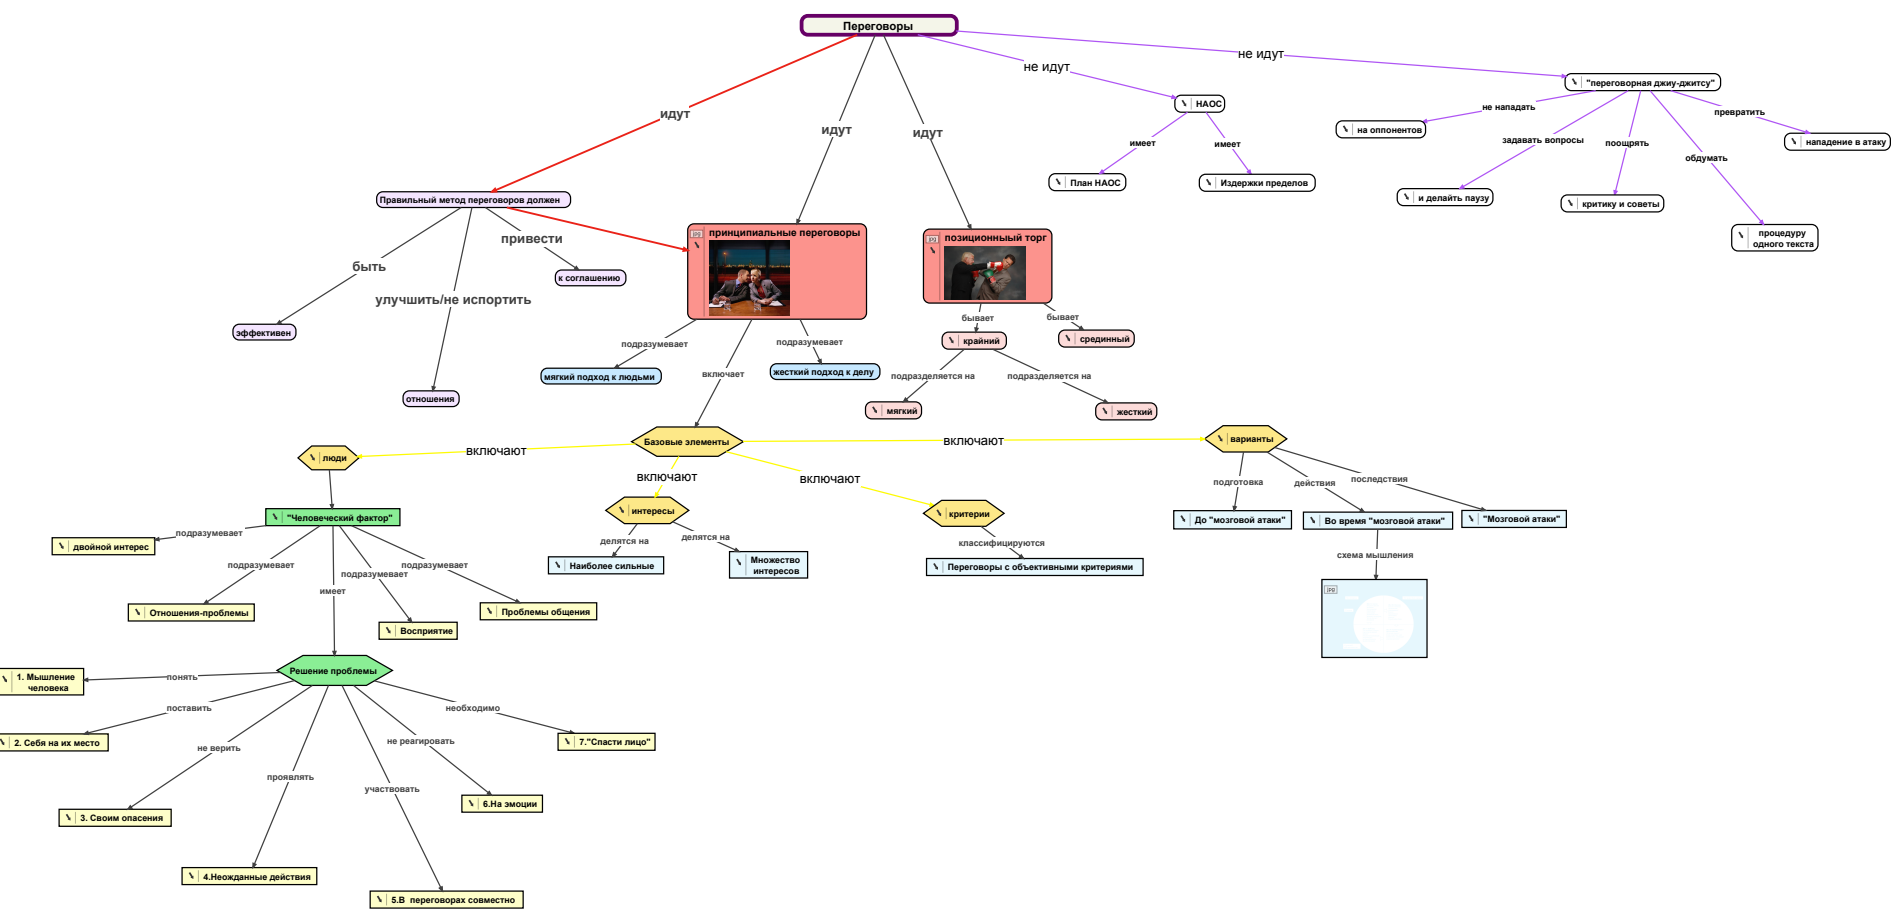 Переговоры
не идут
не идут
"переговорная джиу-джитсу"
НАОС
не нападать
превратить
идут
идут
идут
на оппонентов
задавать вопросы
поощрять
нападение в атаку
имеет
имеет
обдумать
План НАОС
Издержки пределов
Правильный метод переговоров должен
и делайть паузу
критику и советы
процедуру
одного текста
принципиальные переговоры
позиционныый торг
jpg
jpg
привести
быть
к соглашению
улучшить/не испортить
эффективен
бывает
бывает
крайний
срединный
подразумевает
подразумевает
включает
мягкий подход к людьми
жесткий подход к делу
подразделяется на
подразделяется на
отношения
мягкий
жесткий
Базовые элементы
включают
включают
варианты
люди
включают
включают
подготовка
действия
последствия
интересы
критерии
"Человеческий фактор"
До "мозговой атаки"
Во время "мозговой атаки"
"Мозговой атаки"
подразумевает
делятся на
делятся на
классифицируются
двойной интерес
схема мышления
Наиболее сильные
Множество
интересов
Переговоры с объективными критериями
подразумевает
подразумевает
подразумевает
имеет
jpg
Отношения-проблемы
Проблемы общения
Восприятие
Решение проблемы
1. Мышление
человека
понять
поставить
необходимо
2. Себя на их место
не верить
не реагировать
7."Спасти лицо"
проявлять
участвовать
6.На эмоции
3. Своим опасения
4.Неожданные действия
5.В переговорах совместно